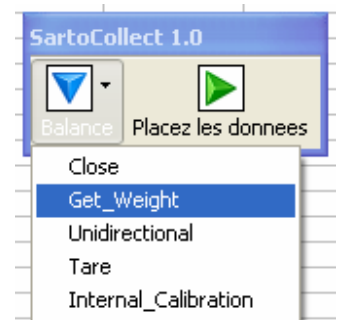 SartoCollect 1.0
Balance Placez les donnees
Close
Get_Weight
Unidirectional
Tare
Internal_Calibration